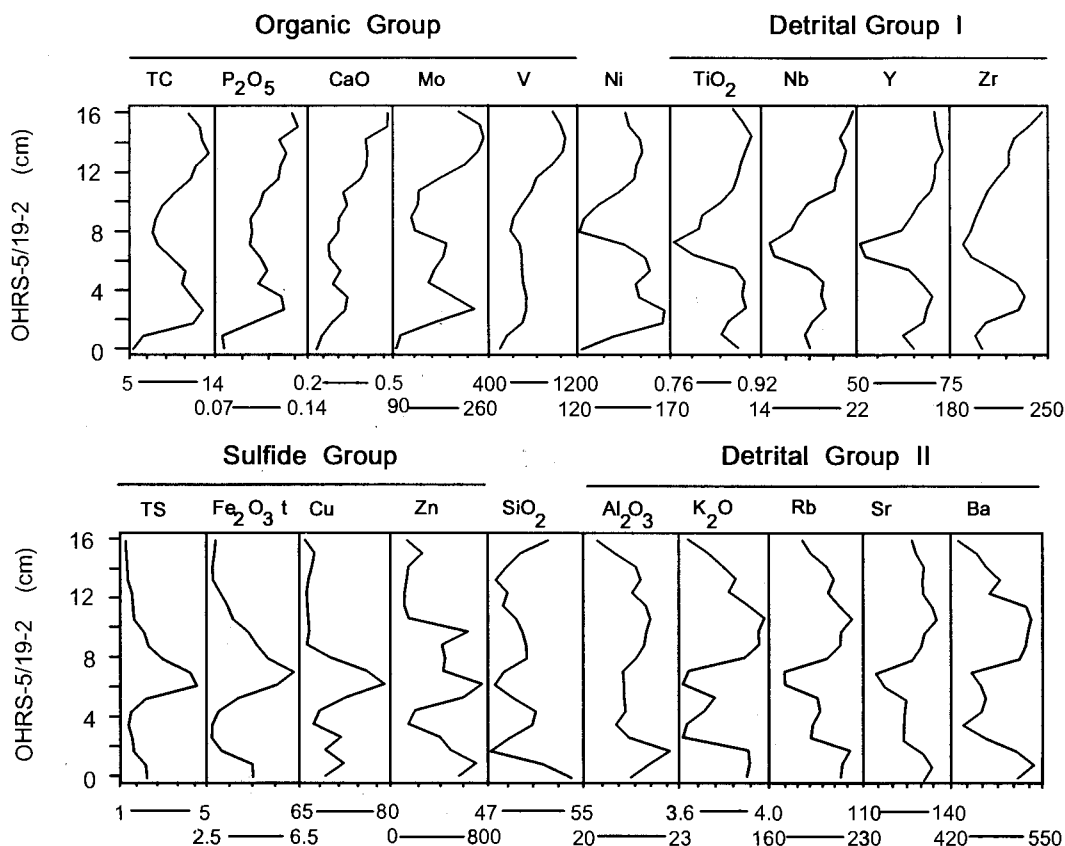 Organic Group Detrital Group I
TC P2O5 CaO Mo V Ni TiO2 Nb Y Zr
OHRS-5/19-2 (cm)
16
12
8
4
0
5 14 0.2 0.5 400 1200 0.76 0.92 50 75
0.07 0.14 90 260 120 170 14 22 180 250
Sulfide Group Detrital Group II
TS Fe2O3 t Cu Zn SiO2 Al2O3 K2O Rb Sr Ba
OHRS-5/19-2 (cm)
16
12
8
4
0
1 5 65 80 47 55 3.6 4.0 110 140
2.5 6.5 0 800 20 23 160 230 420 550